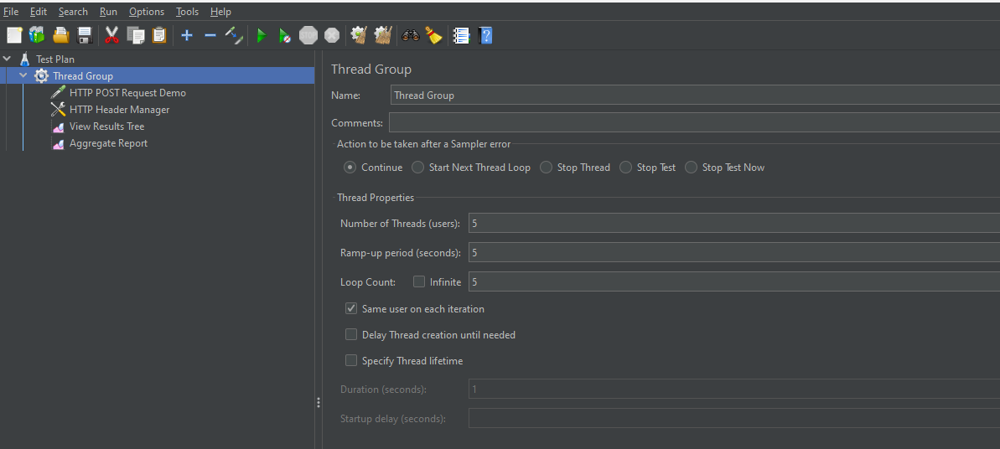 File Edit Search Run Options Tools Help
Test Plan
Thread Group
HTTP POST Request Demo
HTTP Header Manager
View Results Tree
Aggregate Report
Thread Group
Name: Thread Group
Comments:
Action to be taken after a Sampler error
Continue Start Next Thread Loop Stop Thread Stop Test Stop Test Now
Thread Properties
Number of Threads (users): 5
Ramp-up period (seconds): 5
Loop Count: Infinite 5
Same user on each iteration
Delay Thread creation until needed
Specify Thread lifetime
Duration (seconds): 1
Startup delay (seconds):